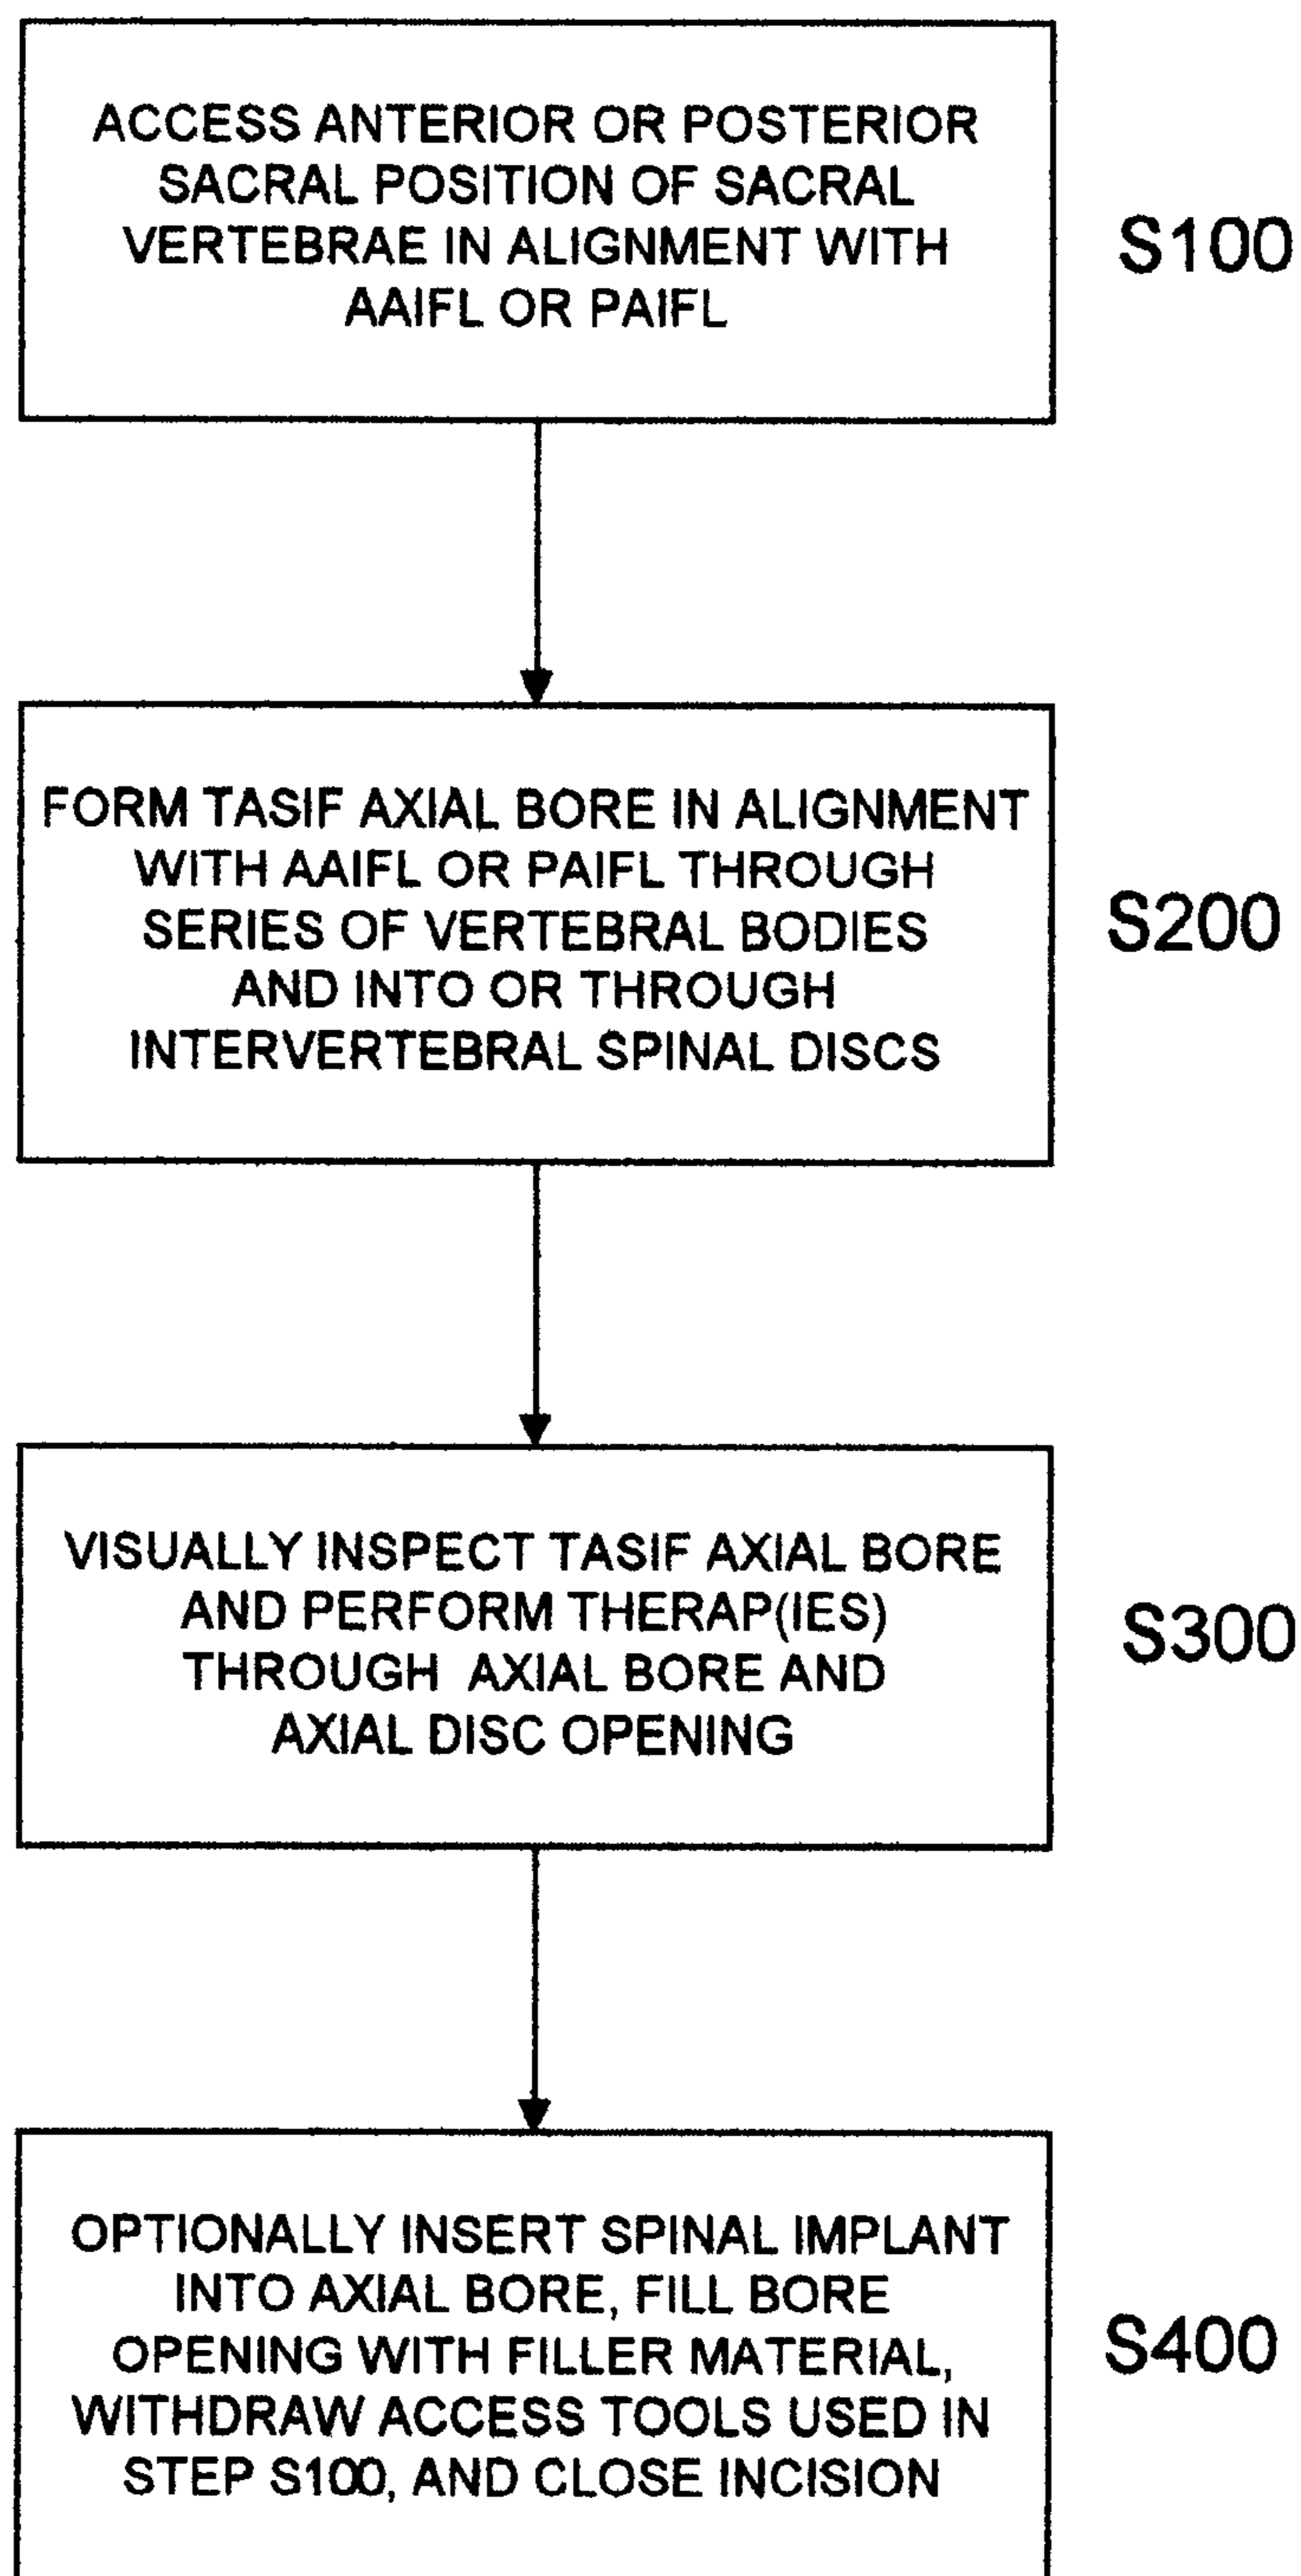 ACCESS ANTERIOR OR POSTERIOR
SACRAL POSITION OF SACRAL
VERTEBRAE IN ALIGNMENT WITH
AAIFL OR PAIFL
S100
FORM TASIF AXIAL BORE IN ALIGNMENT
WITH AAIFL OR PAIFL THROUGH
SERIES OF VERTEBRAL BODIES
AND INTO OR THROUGH
INTERVERTEBRAL SPINAL DISCS
S200
VISUALLY INSPECT TASIF AXIAL BORE
AND PERFORM THERAP(IES)
THROUGH AXIAL BORE AND
AXIAL DISC OPENING
S300
OPTIONALLY INSERT SPINAL IMPLANT
INTO AXIAL BORE, FILL BORE
OPENING WITH FILLER MATERIAL,
WITHDRAW ACCESS TOOLS USED IN
STEP S100, AND CLOSE INCISION
S400